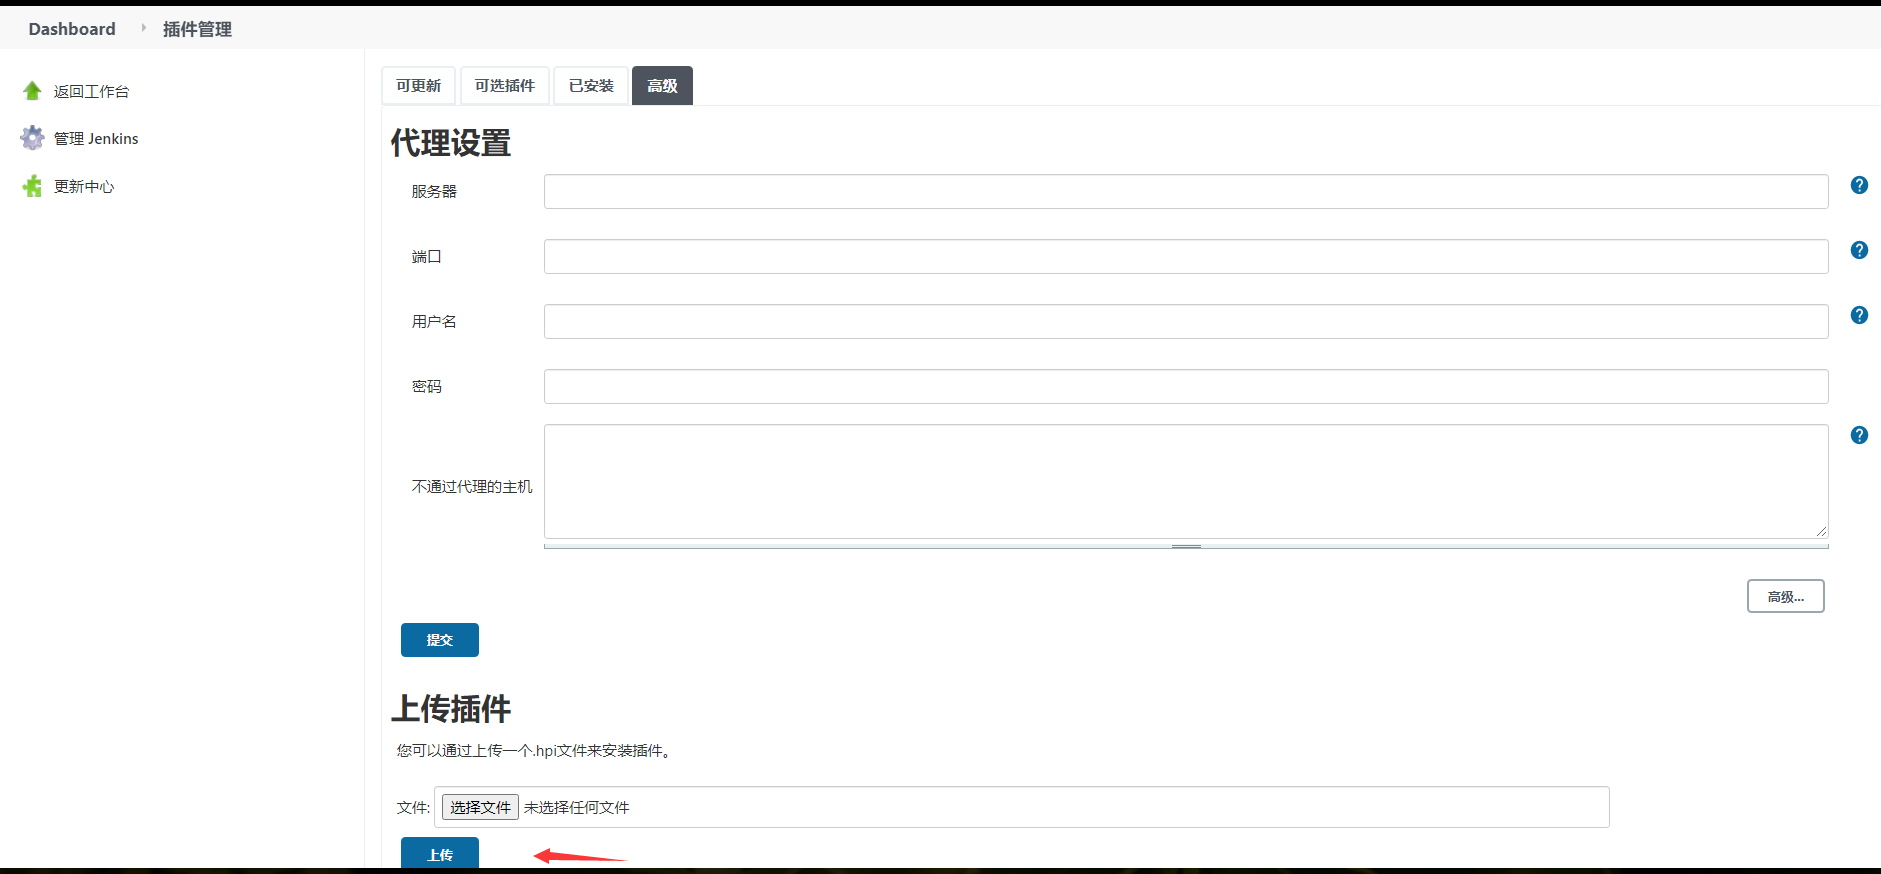 Dashboard 插件管理
返回工作台
管理 Jenkins
更新中心
可更新 可选插件 已安装 高级
代理设置
服务器
端口
用户名
密码
不通过代理的主机
高级...
提交
上传插件
您可以通过上传一个.hpi文件来安装插件。
文件: 选择文件 未选择任何文件
上传